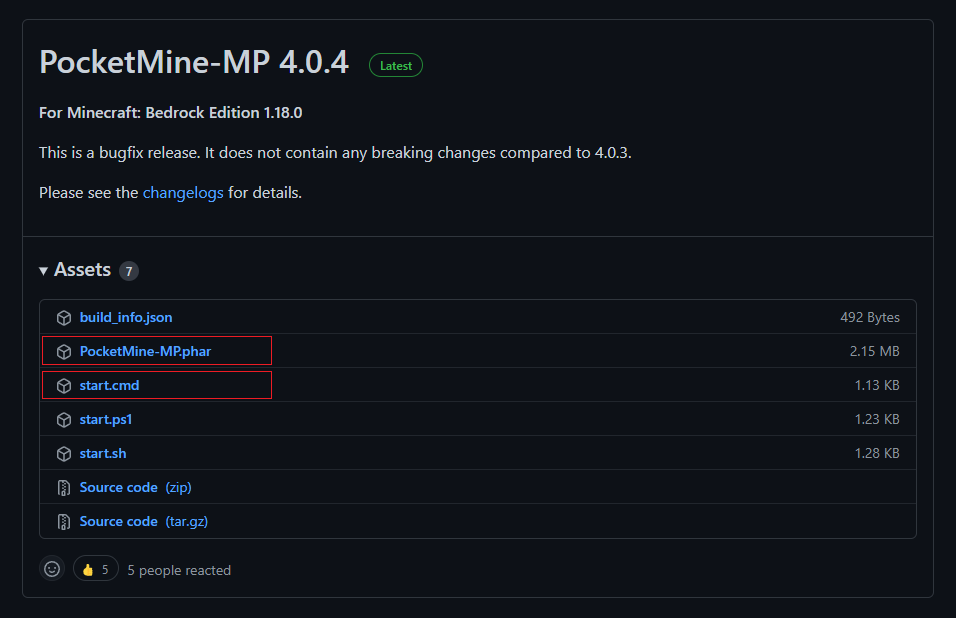 PocketMine-MP 4.0.4 Latest
For Minecraft: Bedrock Edition 1.18.0
This is a bugfix release. It does not contain any breaking changes compared to 4.0.3.
Please see the changelogs for details.
Assets 7
build_info.json 492 Bytes
PocketMine-MP.phar 2.15 MB
start.cmd 1.13 KB
start.ps1 1.23 KB
start.sh 1.28 KB
Source code (zip)
Source code (tar.gz)
5 5 people reacted